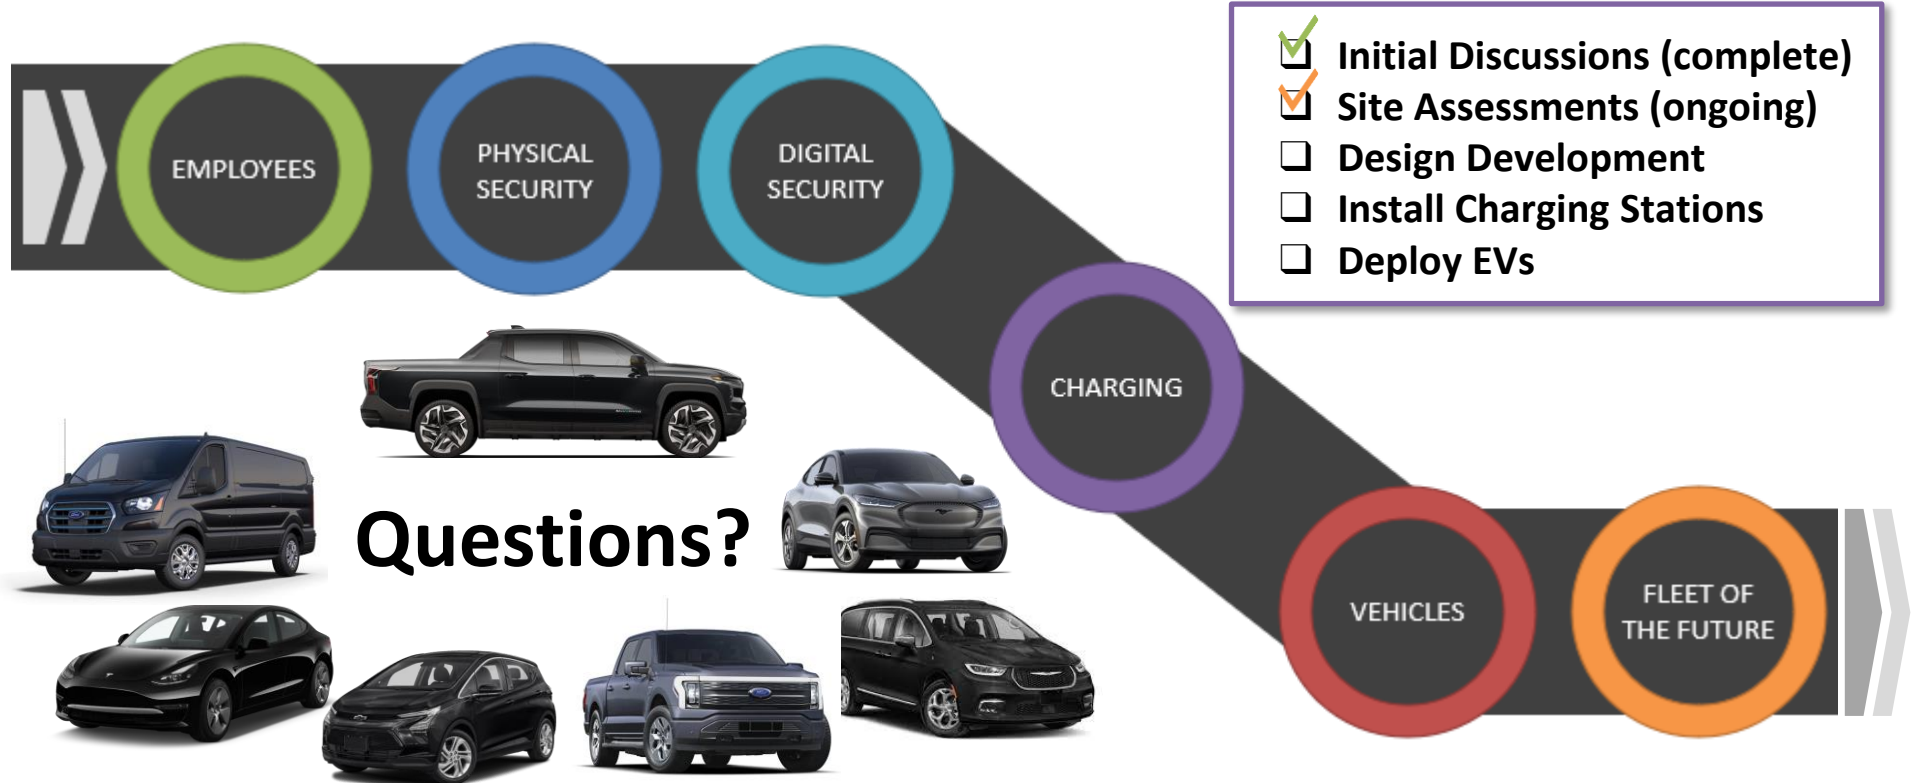 EMPLOYEES
PHYSICAL
SECURITY
DIGITAL
SECURITY
CHARGING
VEHICLES
FLEET OF
THE FUTURE
Initial Discussions (complete)
Site Assessments (ongoing)
Design Development
Install Charging Stations
Deploy EVs
Questions?